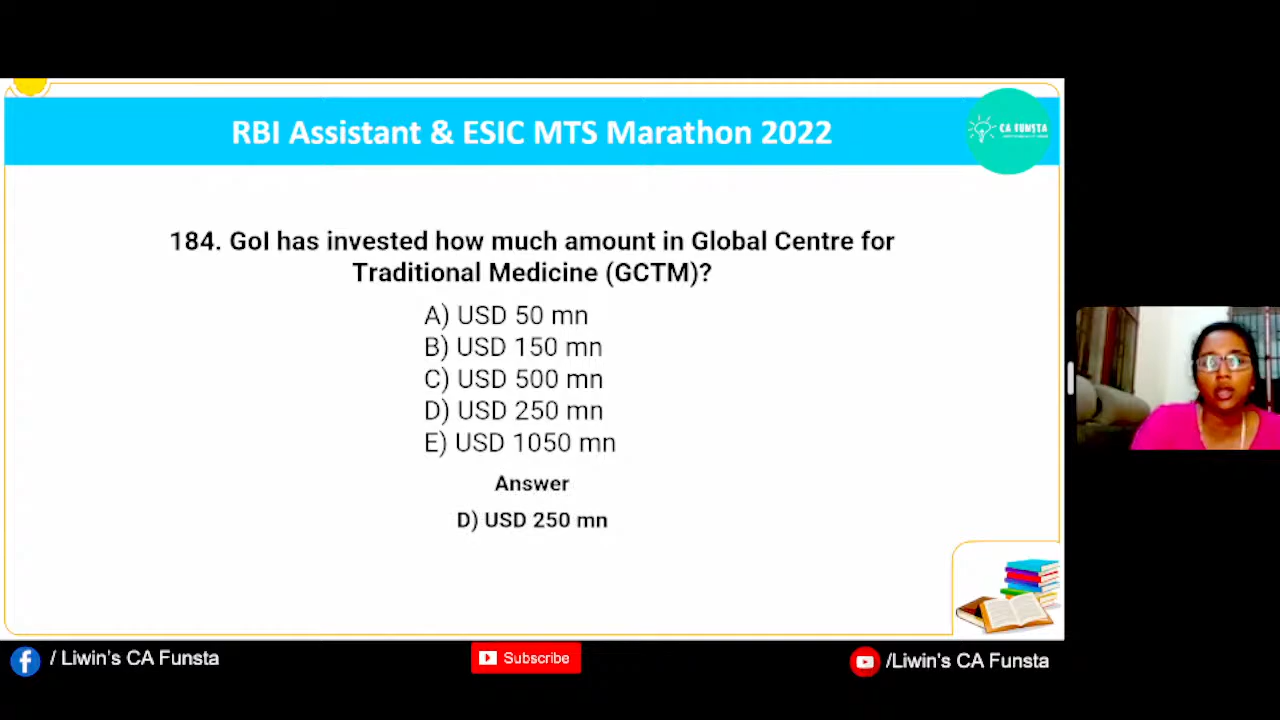 RBI Assistant & ESIC MTS Marathon 2022
CA FUNSTA
184. GoI has invested how much amount in Global Centre for
Traditional Medicine (GCTM)?
A) USD 50 mn
B) USD 150 mn
C) USD 500 mn
D) USD 250 mn
E) USD 1050 mn
Answer
D) USD 250 mn
/ Liwin's CA Funsta
Subscribe
/Liwin's CA Funsta